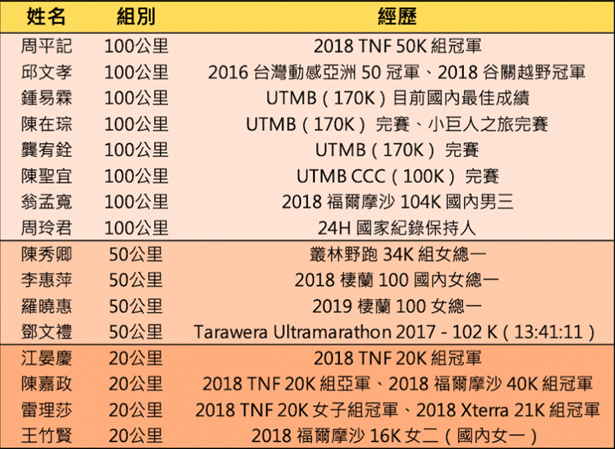 姓名 組別 經歷
周平記 100公里 2018 TNF 50K 組冠軍
邱文孝 100公里 2016 台灣動感亞洲 50 冠軍、2018 谷關越野冠軍
鍾易霖 100公里 UTMB（170K）目前國內最佳成績
陳在琮 100公里 UTMB（170K） 完賽、小巨人之旅完賽
龔宥銓 100公里 UTMB（170K） 完賽
陳聖宜 100公里 UTMB CCC（100K） 完賽
翁孟寬 100公里 2018 福爾摩沙 104K 國內男三
周玲君 100公里 24H 國家紀錄保持人
陳秀卿 50公里 叢林野跑 34K 組女總一
李惠萍 50公里 2018 棲蘭 100 國內女總一
羅曉惠 50公里 2019 棲蘭 100 女總一
鄧文禮 50公里 Tarawera Ultramarathon 2017 - 102 K（13:41:11）
江晏慶 20公里 2018 TNF 20K 組冠軍
陳嘉政 20公里 2018 TNF 20K 組亞軍、2018 福爾摩沙 40K 組冠軍
雷理莎 20公里 2018 TNF 20K 女子組冠軍、2018 Xterra 21K 組冠軍
王竹賢 20公里 2018 福爾摩沙 16K 女二（國內女一）